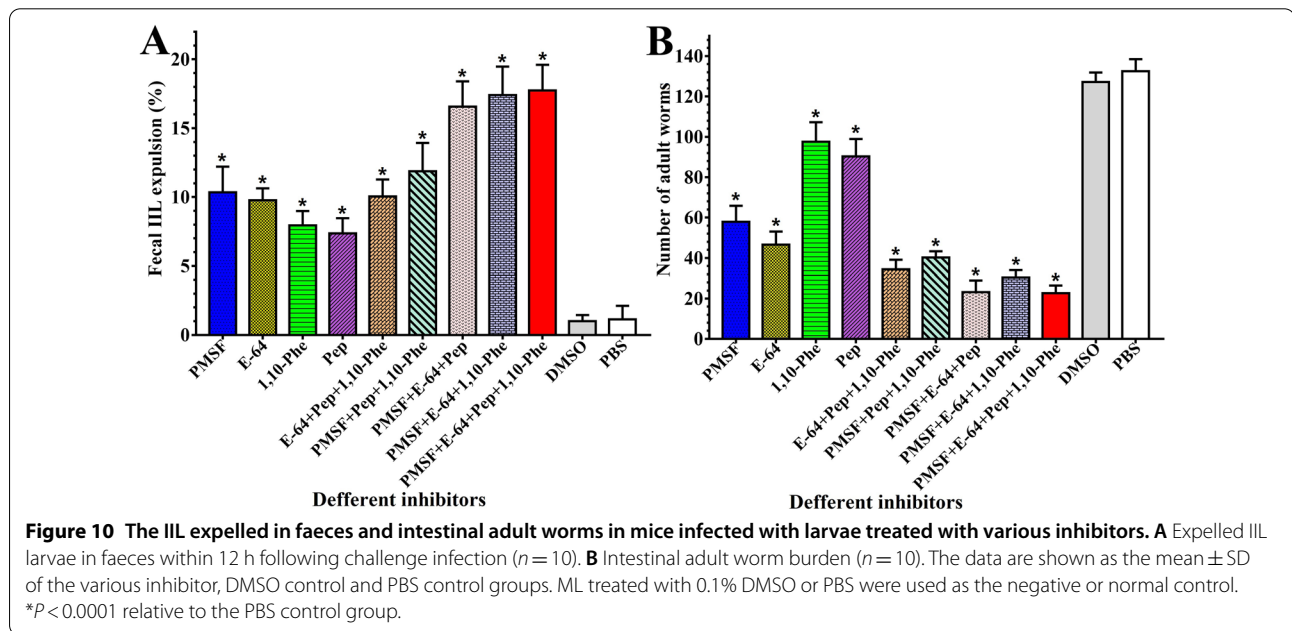 A
Fecal IIL expulsion (%)
20
15
10
5
0
* * * * * * * * *
PMSF
E-64
1,10-Phe
Pep
E-64+Pep+1,10-Phe
PMSF+Pep+1,10-Phe
PMSF+E-64+Pep
PMSF+E-64+1,10-Phe
PMSF+E-64+Pep+1,10-Phe
DMSO
PBS
Defferent inhibitors
B
Number of adult worms
140
120
100
80
60
40
20
0
* * * * * * * * *
PMSF
E-64
1,10-Phe
Pep
E-64+Pep+1,10-Phe
PMSF+Pep+1,10-Phe
PMSF+E-64+Pep
PMSF+E-64+1,10-Phe
PMSF+E-64+Pep+1,10-Phe
DMSO
PBS
Defferent inhibitors
Figure 10 The IIL expelled in faeces and intestinal adult worms in mice infected with larvae treated with various inhibitors. A Expelled IIL
larvae in faeces within 12 h following challenge infection (n = 10). B Intestinal adult worm burden (n = 10). The data are shown as the mean ± SD
of the various inhibitor, DMSO control and PBS control groups. ML treated with 0.1% DMSO or PBS were used as the negative or normal control.
*P < 0.0001 relative to the PBS control group.